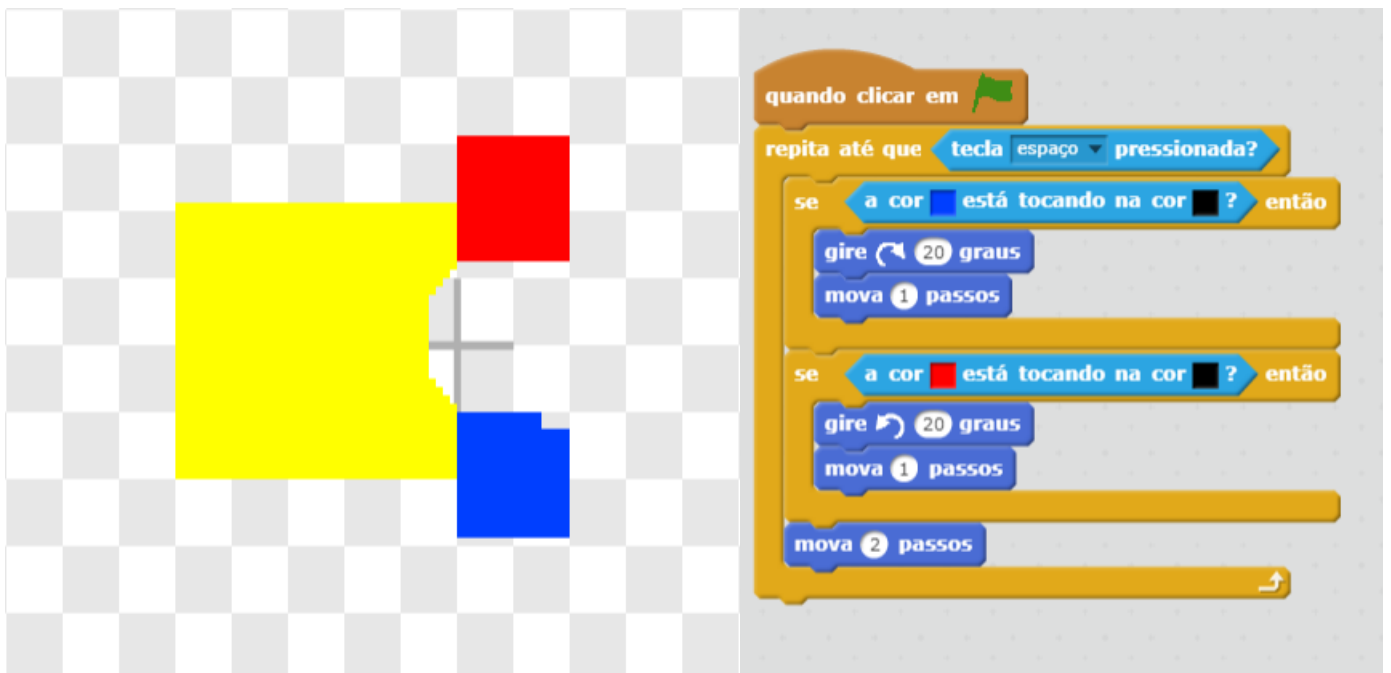 quando clicar em
repita até que tecla espaço pressionada?
se a cor está tocando na cor ? então
gire 20 graus
mova 1 passos
se a cor está tocando na cor ? então
gire 20 graus
mova 1 passos
mova 2 passos